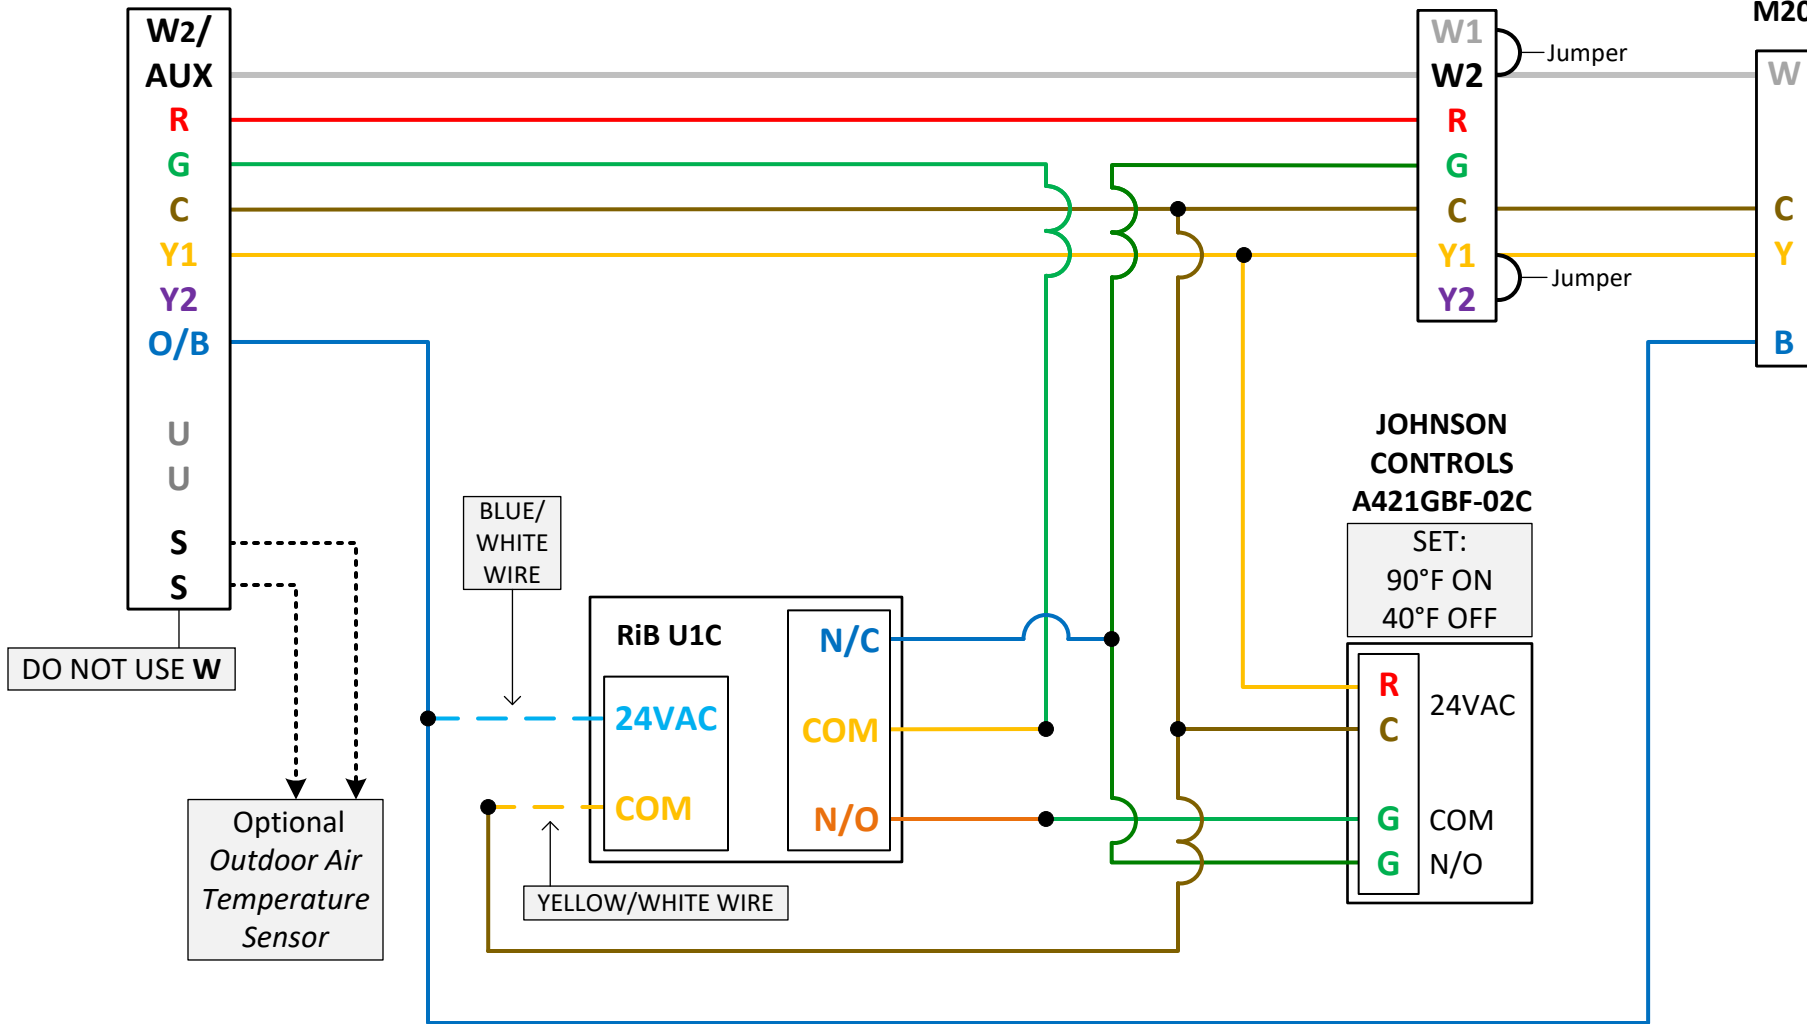 W2/
AUX
R
G
C
Y1
Y2
O/B
U
U
S
S
DO NOT USE W
Optional
Outdoor Air
Temperature
Sensor
BLUE/
WHITE
WIRE
RiB U1C
24VAC
COM
N/C
COM
N/O
YELLOW/WHITE WIRE
W1
W2
R
G
C
Y1
Y2
Jumper
Jumper
M20
W
C
Y
B
JOHNSON
CONTROLS
A421GBF-02C
SET:
90°F ON
40°F OFF
R
24VAC
C
G COM
G N/O